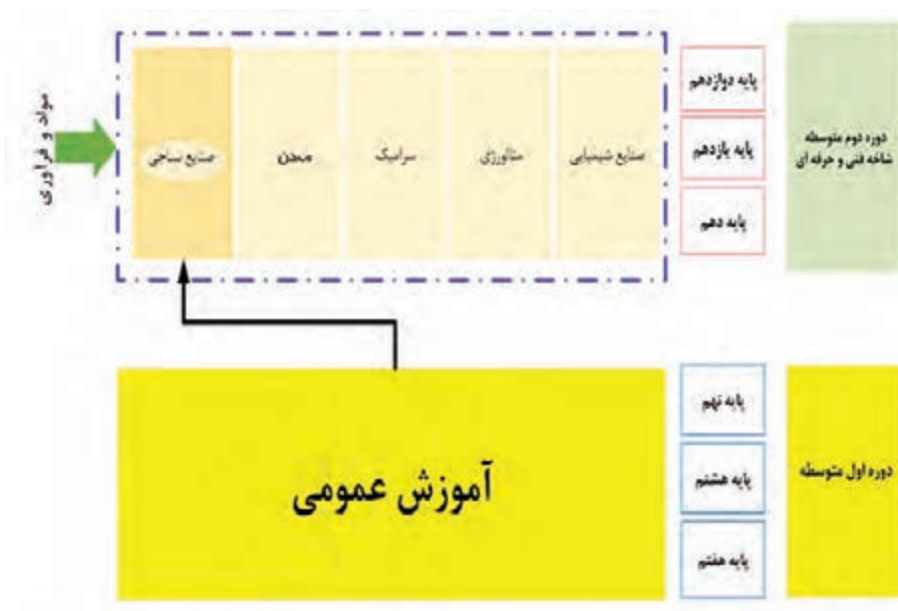 دوره دوم متوسطه
شاخه فنی و حرفه ای
پایه دوازدهم
پایه یازدهم
پایه دهم
صنایع شیمیایی
متالورژی
سرامیک
معدن
صنایع نساجی
مواد و فراوری
دوره اول متوسطه
پایه نهم
پایه هشتم
پایه هفتم
آموزش عمومی